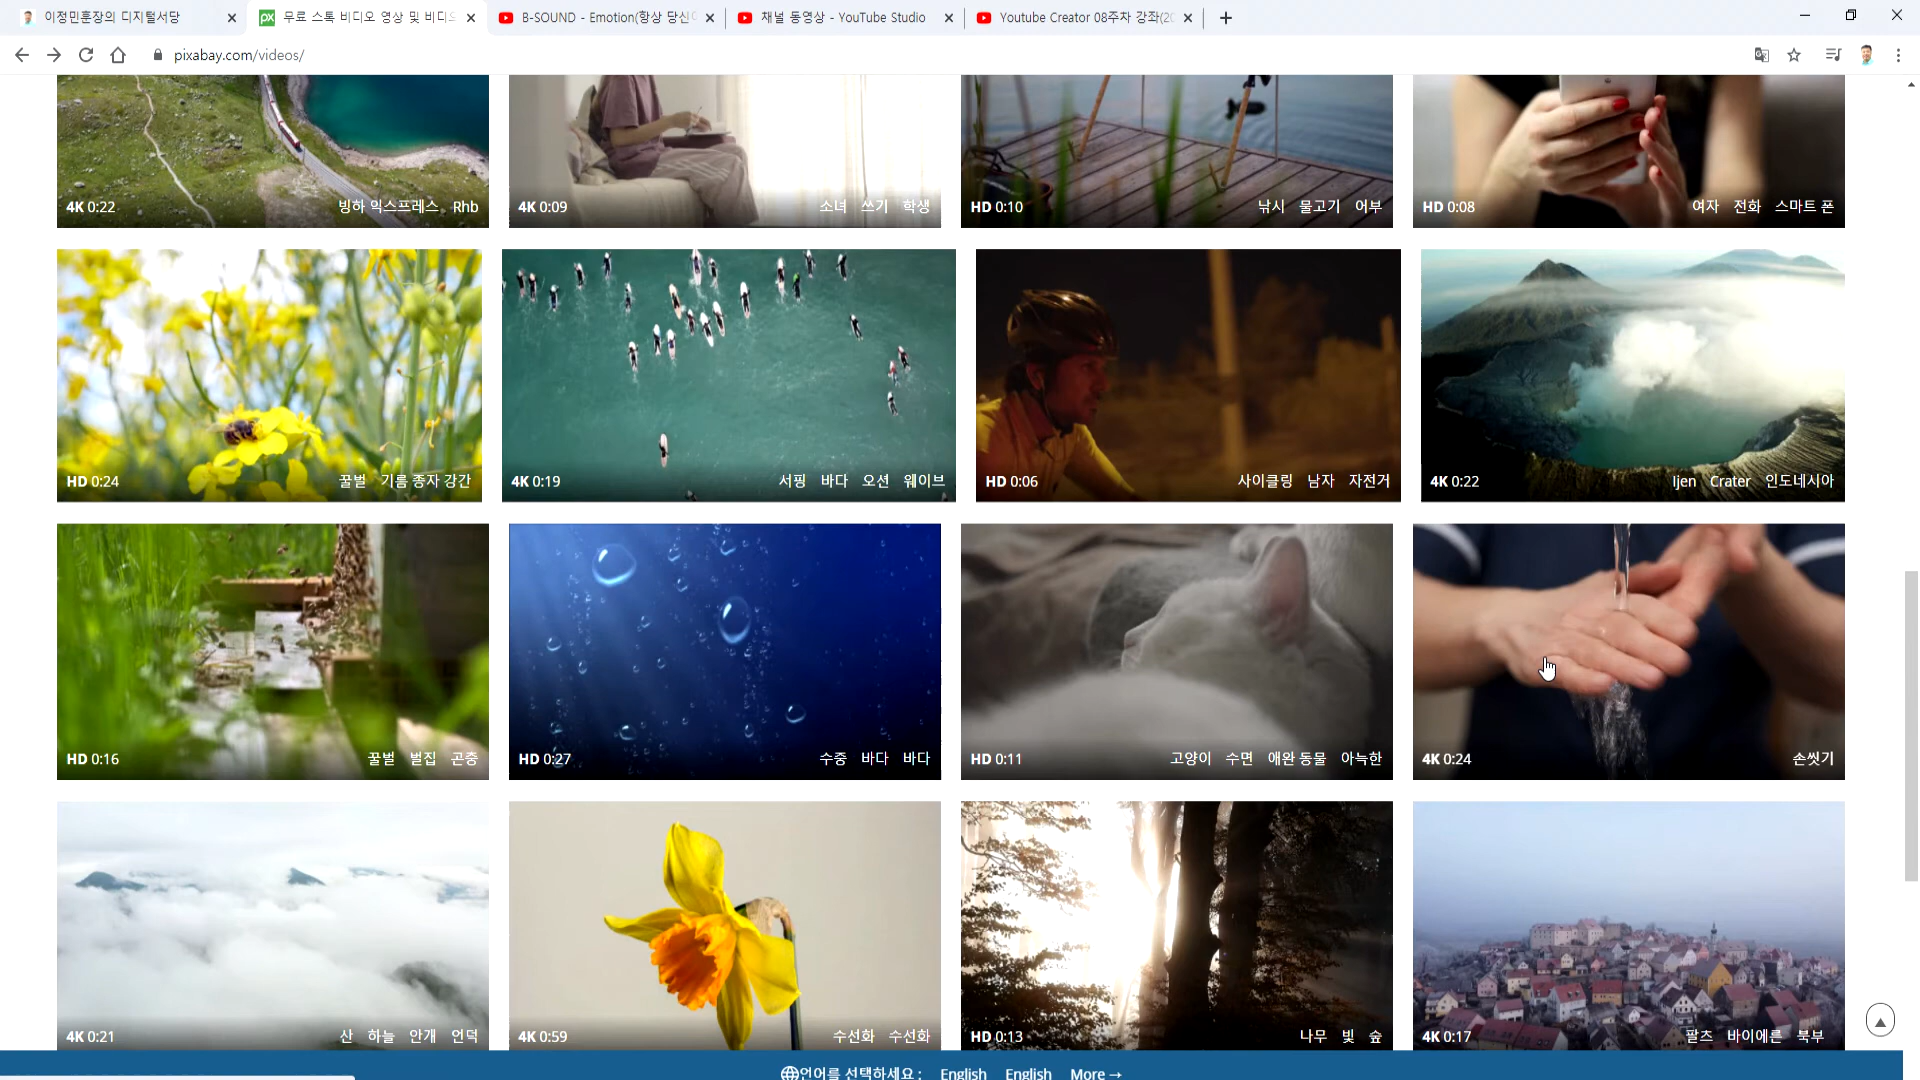 이정민훈장의 디지털서당
px 무료 스톡 비디오 영상 및 비디오
B-SOUND - Emotion(항상 당신이
채널 동영상 - YouTube Studio
Youtube Creator 08주차 강좌(20
pixabay.com/videos/
4K 0:22 빙하 익스프레스 Rhb
4K 0:09 소녀 쓰기 학생
HD 0:10 낚시 물고기 어부
HD 0:08 여자 전화 스마트 폰
HD 0:24 꿀벌 기름 종자 강간
4K 0:19 서핑 바다 오션 웨이브
HD 0:06 사이클링 남자 자전거
4K 0:22 Ijen Crater 인도네시아
HD 0:16 꿀벌 벌집 곤충
HD 0:27 수중 바다 바다
HD 0:11 고양이 수면 애완 동물 아늑한
4K 0:24 손씻기
4K 0:21 산 하늘 안개 언덕
4K 0:59 수선화 수선화
HD 0:13 나무 빛 숲
4K 0:17 팔츠 바이에른 북부
언어를 선택하세요 : English English More →